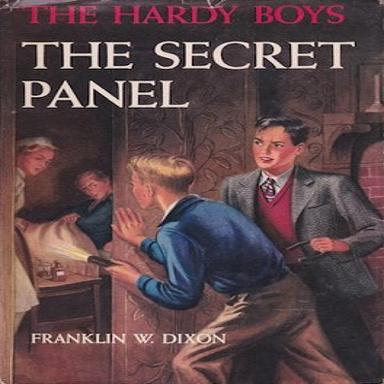 THE HARDY BOYS
THE SECRET
PANEL
FRANKLIN W. DIXON